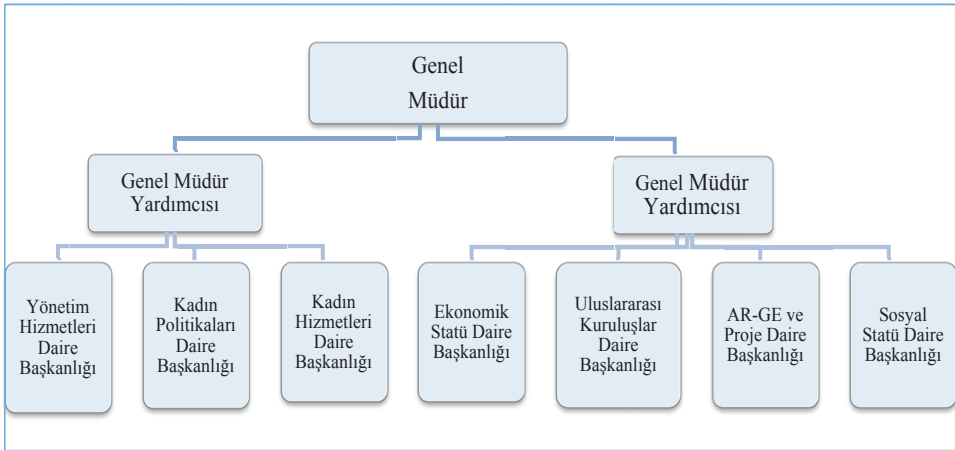 Genel
Müdür
Genel Müdür
Yardımcısı
Genel Müdür
Yardımcısı
Yönetim
Hizmetleri
Daire
Başkanlığı
Kadın
Politikaları
Daire
Başkanlığı
Kadın
Hizmetleri
Daire
Başkanlığı
Ekonomik
Statü Daire
Başkanlığı
Uluslararası
Kuruluşlar
Daire
Başkanlığı
AR-GE ve
Proje Daire
Başkanlığı
Sosyal
Statü Daire
Başkanlığı